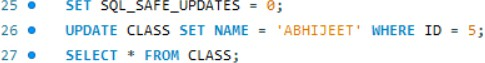 25 SET SQL_SAFE_UPDATES = 0;
26 UPDATE CLASS SET NAME = 'ABHIJEET' WHERE ID = 5;
27 SELECT * FROM CLASS;